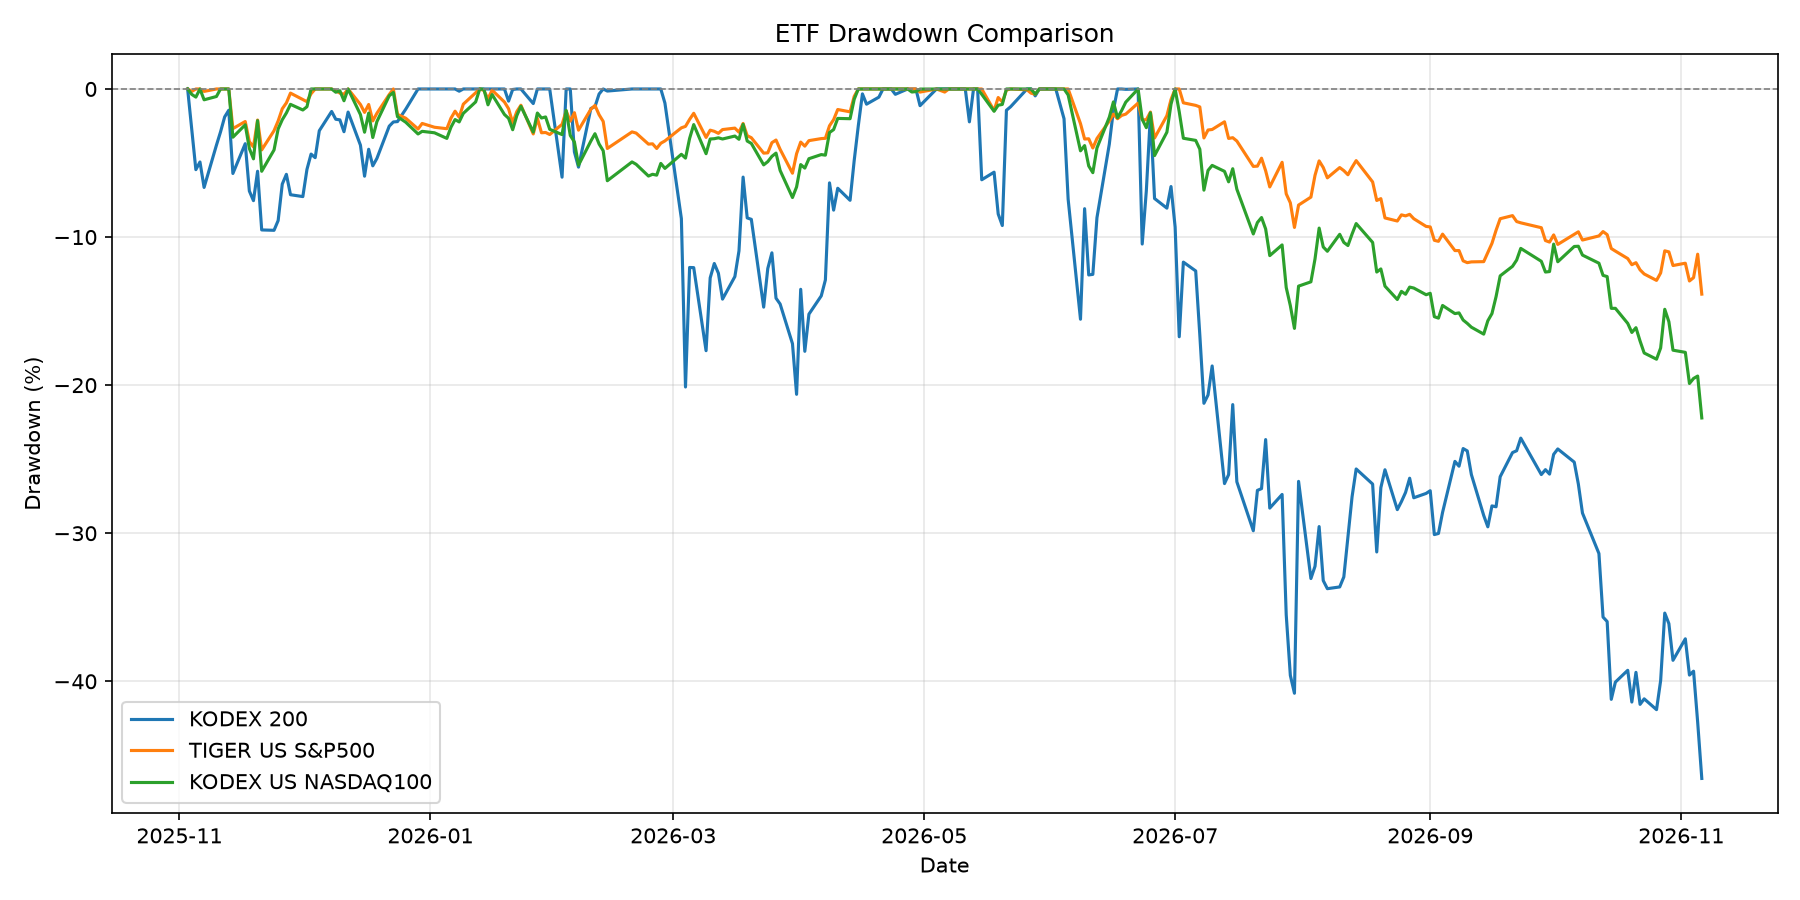 ETF Drawdown Comparison
Drawdown (%)
0
−10
−20
−30
−40
KODEX 200
TIGER US S&P500
KODEX US NASDAQ100
2025-11
2026-01
2026-03
2026-05
2026-07
2026-09
2026-11
Date